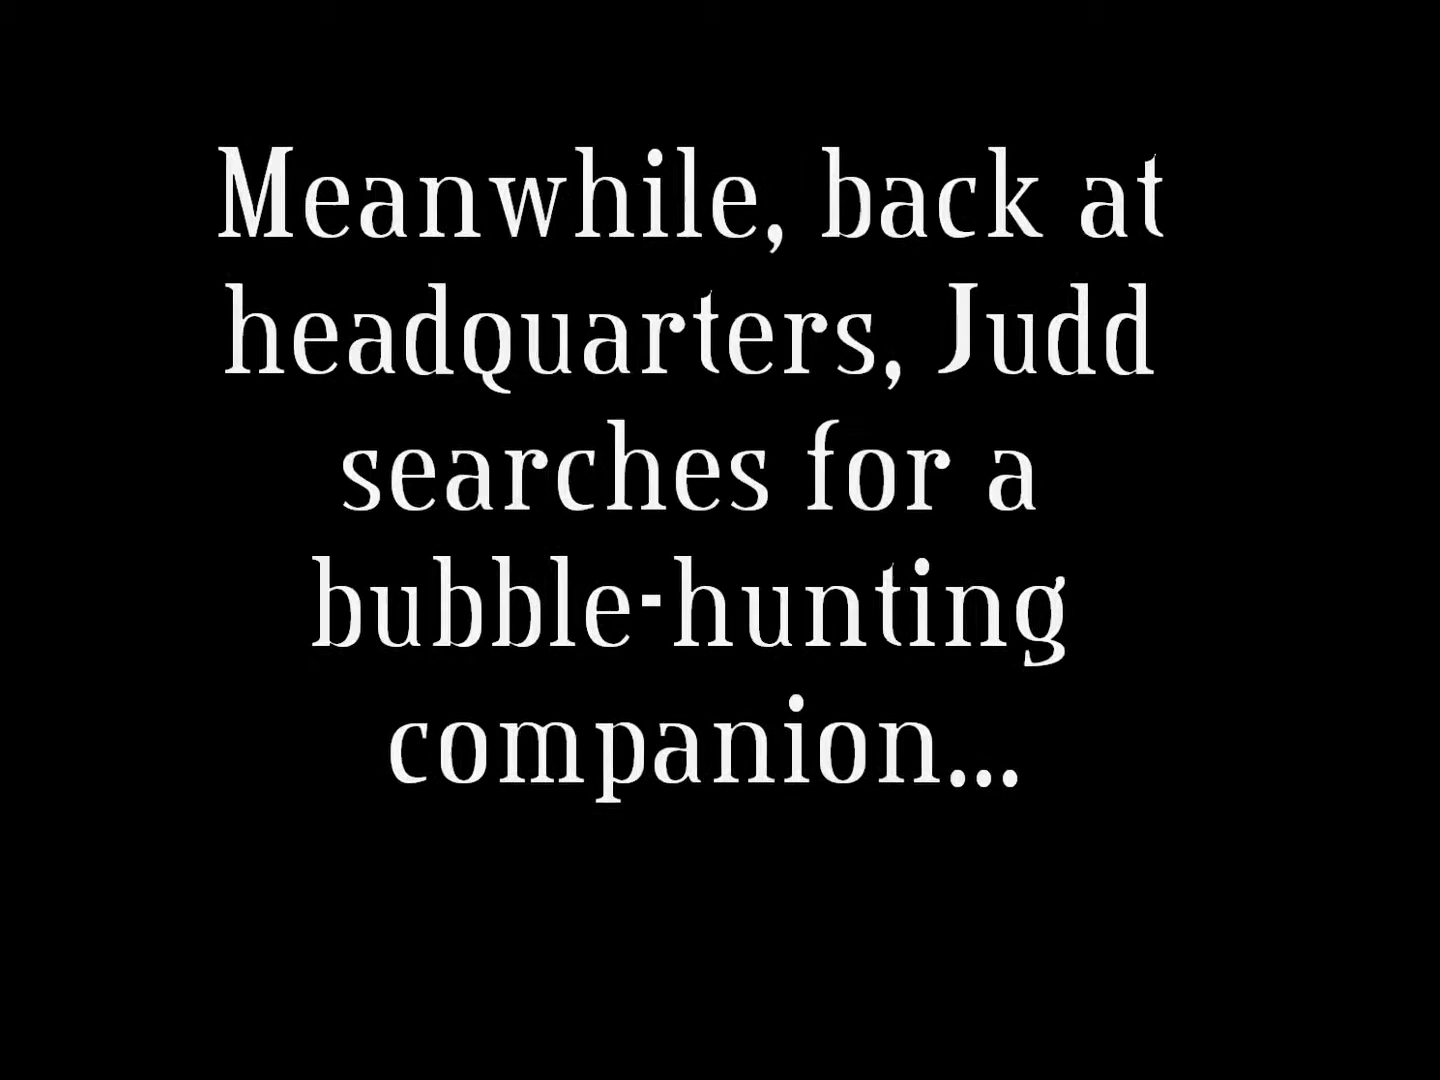 Meanwhile, back at
headquarters, Judd
searches for a
bubble-hunting
companion...